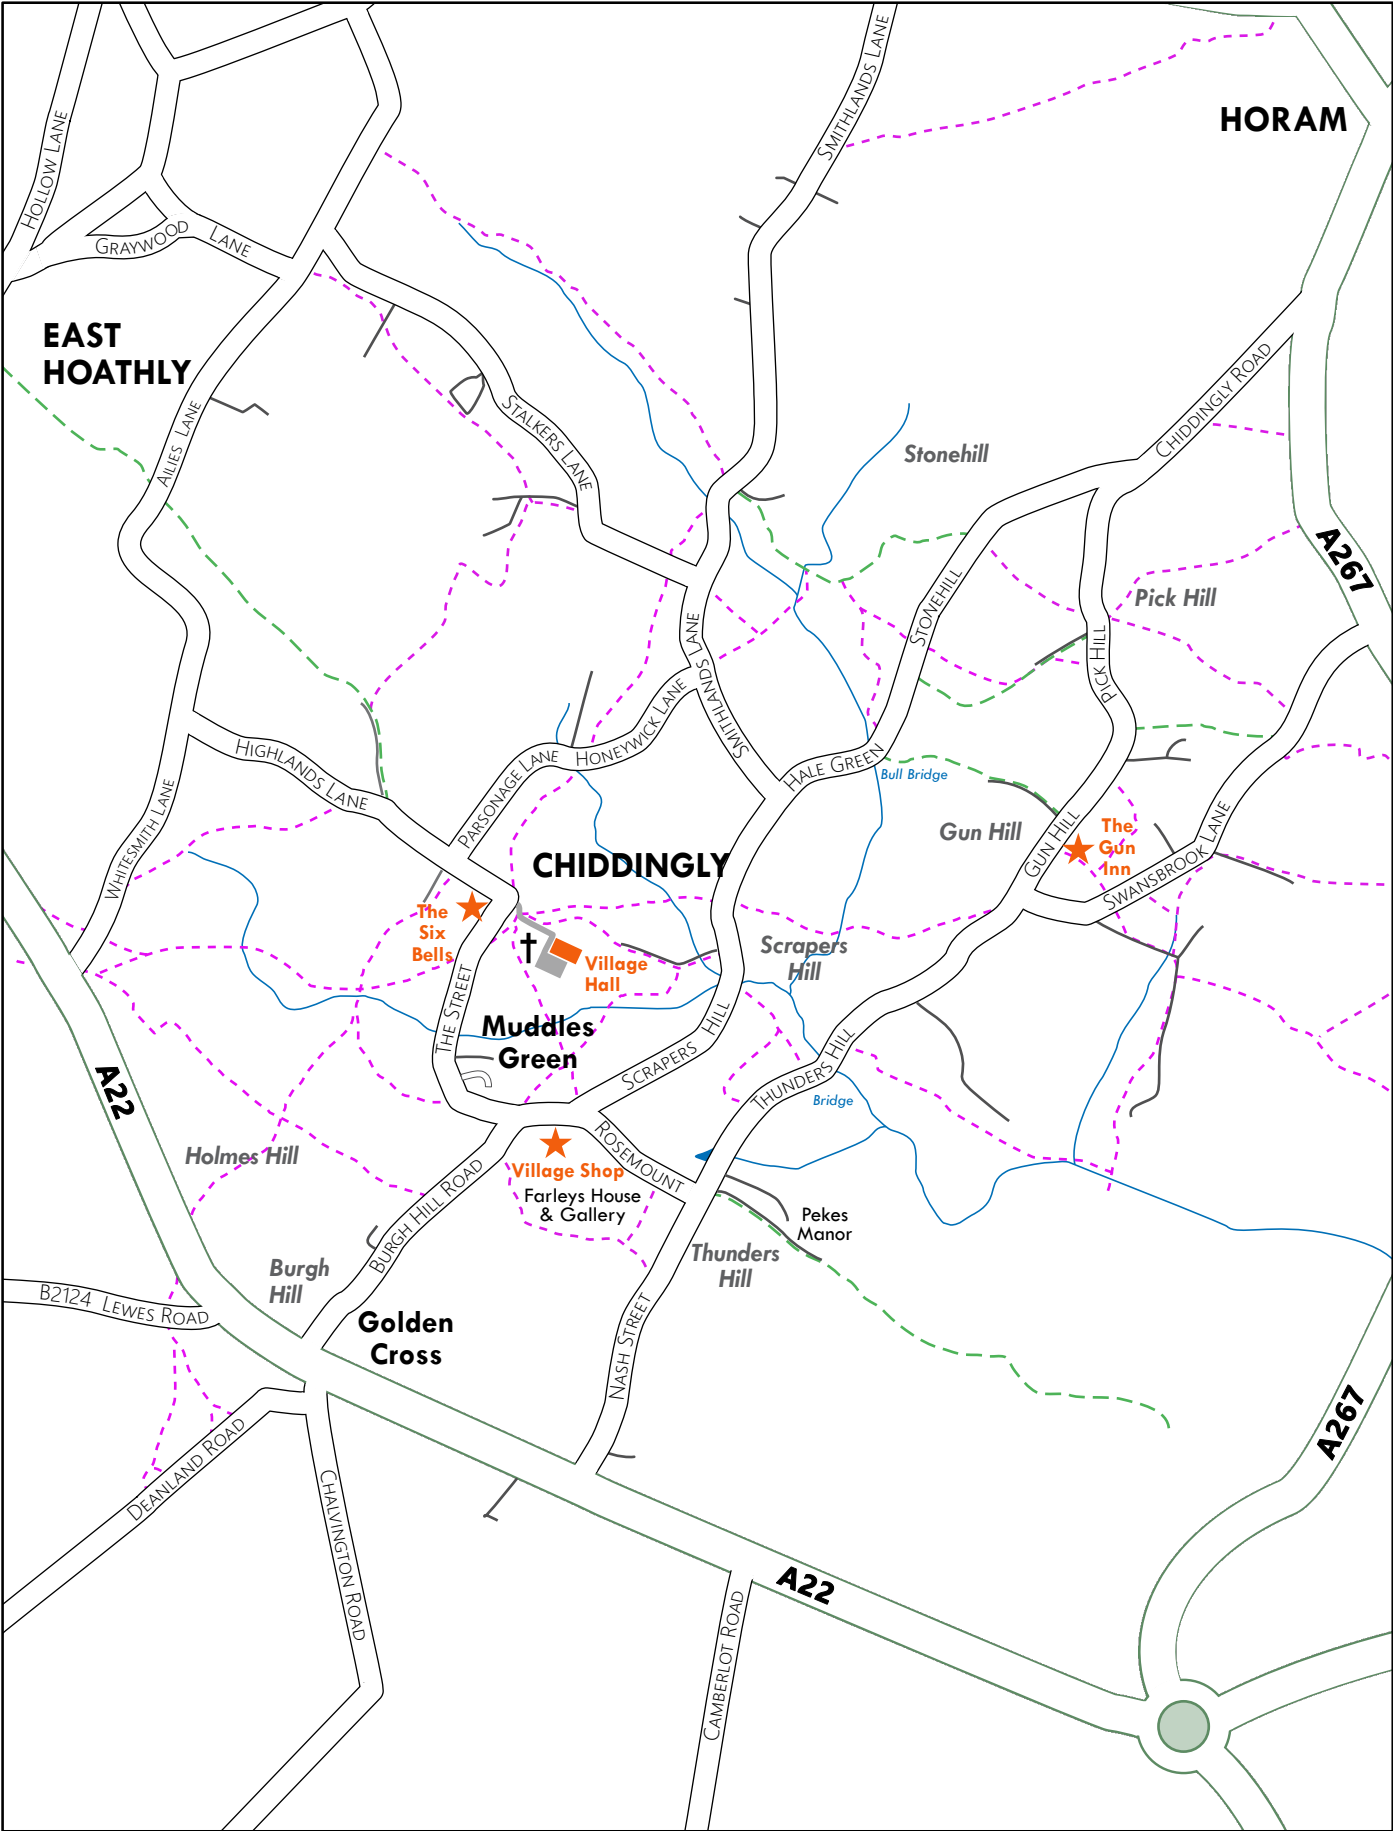 SMITHLANDS LANE
HORAM
HOLLOW LANE
GRAYWOOD LANE
EAST
HOATHLY
CHIDDINGLY ROAD
AILIES LANE
STALKERS LANE
Stonehill
A267
STONEHILL
Pick Hill
PICK HILL
SMITHLANDS LANE
SMITHLANDS
HONEYWICK LANE
PARSONAGE LANE
HIGHLANDS LANE
HALE GREEN
Bull Bridge
WHITESMITH LANE
Gun Hill
GUN HILL
The
Gun
Inn
SWANSBROOK LANE
CHIDDINGLY
The
Six
Bells
Village
Hall
Scrapers
Hill
THE STREET
Muddles
Green
SCRAPERS HILL
THUNDERS HILL
Bridge
A22
Holmes Hill
ROSEMOUNT
Village Shop
Farleys House
& Gallery
BURGH HILL ROAD
Pekes
Manor
Thunders
Hill
Burgh
Hill
B2124 LEWES ROAD
Golden
Cross
NASH STREET
A267
DEANLAND ROAD
CHALVINGTON ROAD
A22
CAMBERLOT ROAD